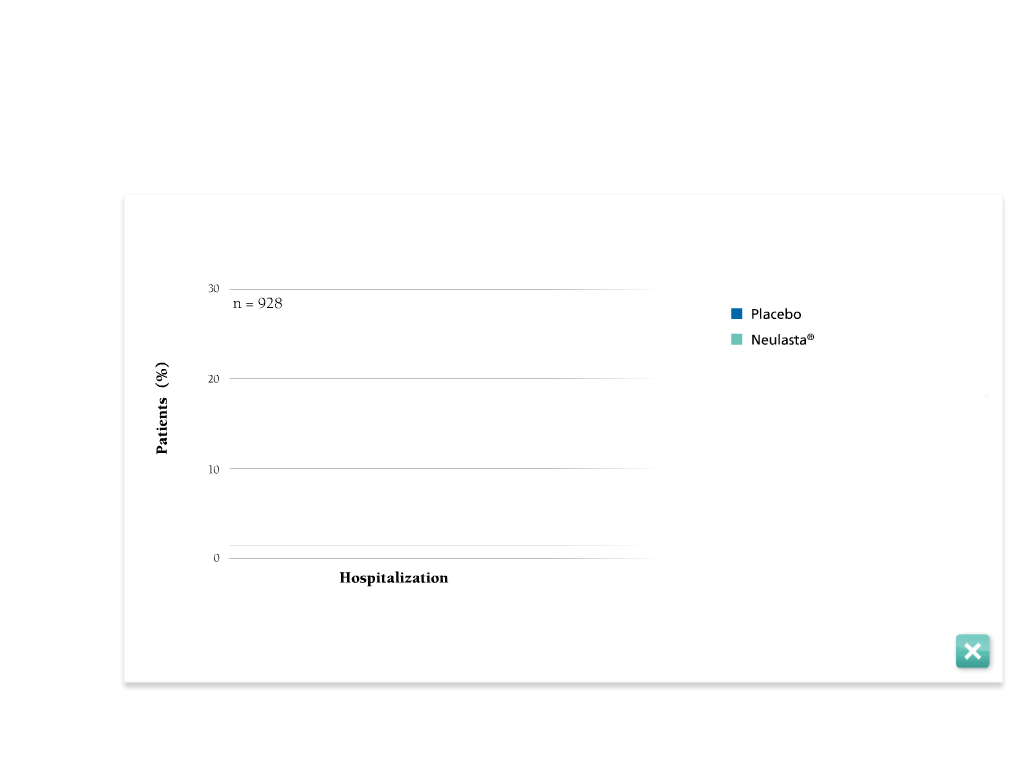 30
n = 928
Placebo
Neulasta®
20
Patients (%)
10
0
Hospitalization